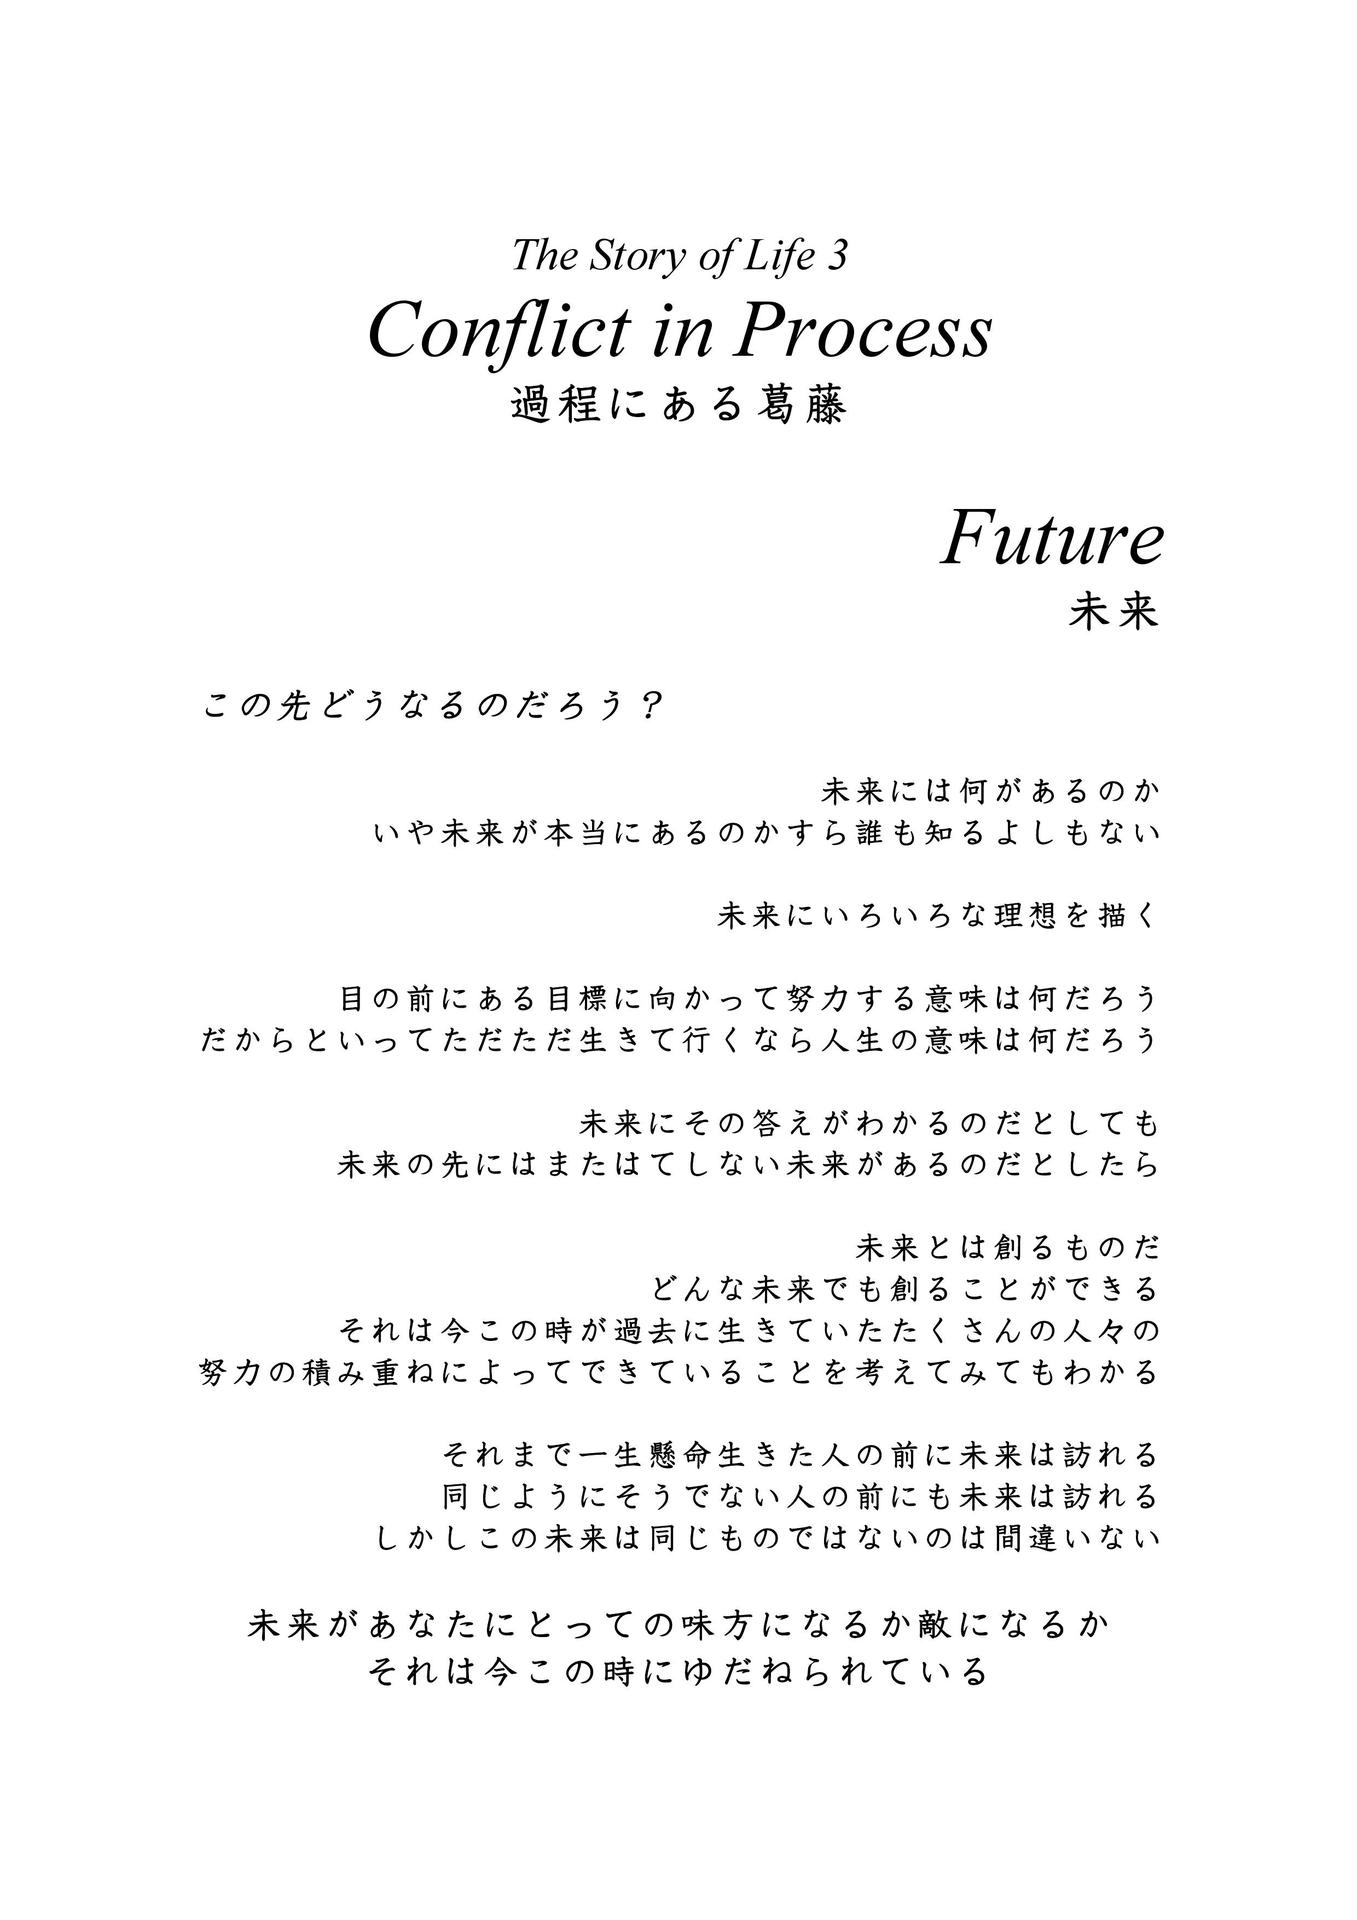 The Story of Life 3
Conflict in Process
過程にある葛藤
Future
未来
この先どうなるのだろう？
未来には何があるのか
いや未来が本当にあるのかすら誰も知るよしもない
未来にいろいろな理想を描く
目の前にある目標に向かって努力する意味は何だろう
だからといってただただ生きて行くなら人生の意味は何だろう
未来にその答えがわかるのだとしても
未来の先にはまたはてしない未来があるのだとしたら
未来とは創るものだ
どんな未来でも創ることができる
それは今この時が過去に生きていたたくさんの人々の
努力の積み重ねによってできていることを考えてみてもわかる
それまで一生懸命生きた人の前に未来は訪れる
同じようにそうでない人の前にも未来は訪れる
しかしこの未来は同じものではないのは間違いない
未来があなたにとっての味方になるか敵になるか
それは今この時にゆだねられている